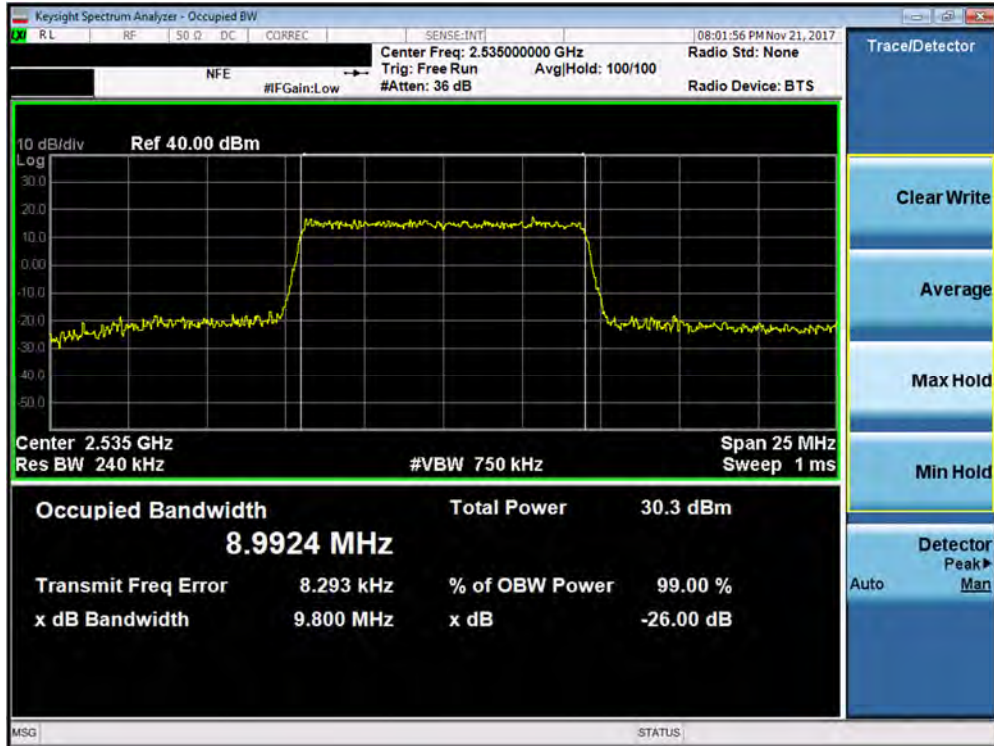 Keysight Spectrum Analyzer - Occupied BW
LXI RL RF 50 Ω DC CORREC SENSE:INT 08:01:56 PM Nov 21, 2017
Center Freq: 2.535000000 GHz Radio Std: None
NFE Trig: Free Run Avg|Hold: 100/100
#IFGain:Low #Atten: 36 dB Radio Device: BTS
10 dB/div Ref 40.00 dBm
Log
30.0
20.0
10.0
0.00
-10.0
-20.0
-30.0
-40.0
-50.0
Center 2.535 GHz Span 25 MHz
Res BW 240 kHz #VBW 750 kHz Sweep 1 ms
Occupied Bandwidth Total Power 30.3 dBm
8.9924 MHz
Transmit Freq Error 8.293 kHz % of OBW Power 99.00 %
x dB Bandwidth 9.800 MHz x dB -26.00 dB
Trace/Detector
Clear Write
Average
Max Hold
Min Hold
Detector
Peak▶
Auto Man
MSG STATUS